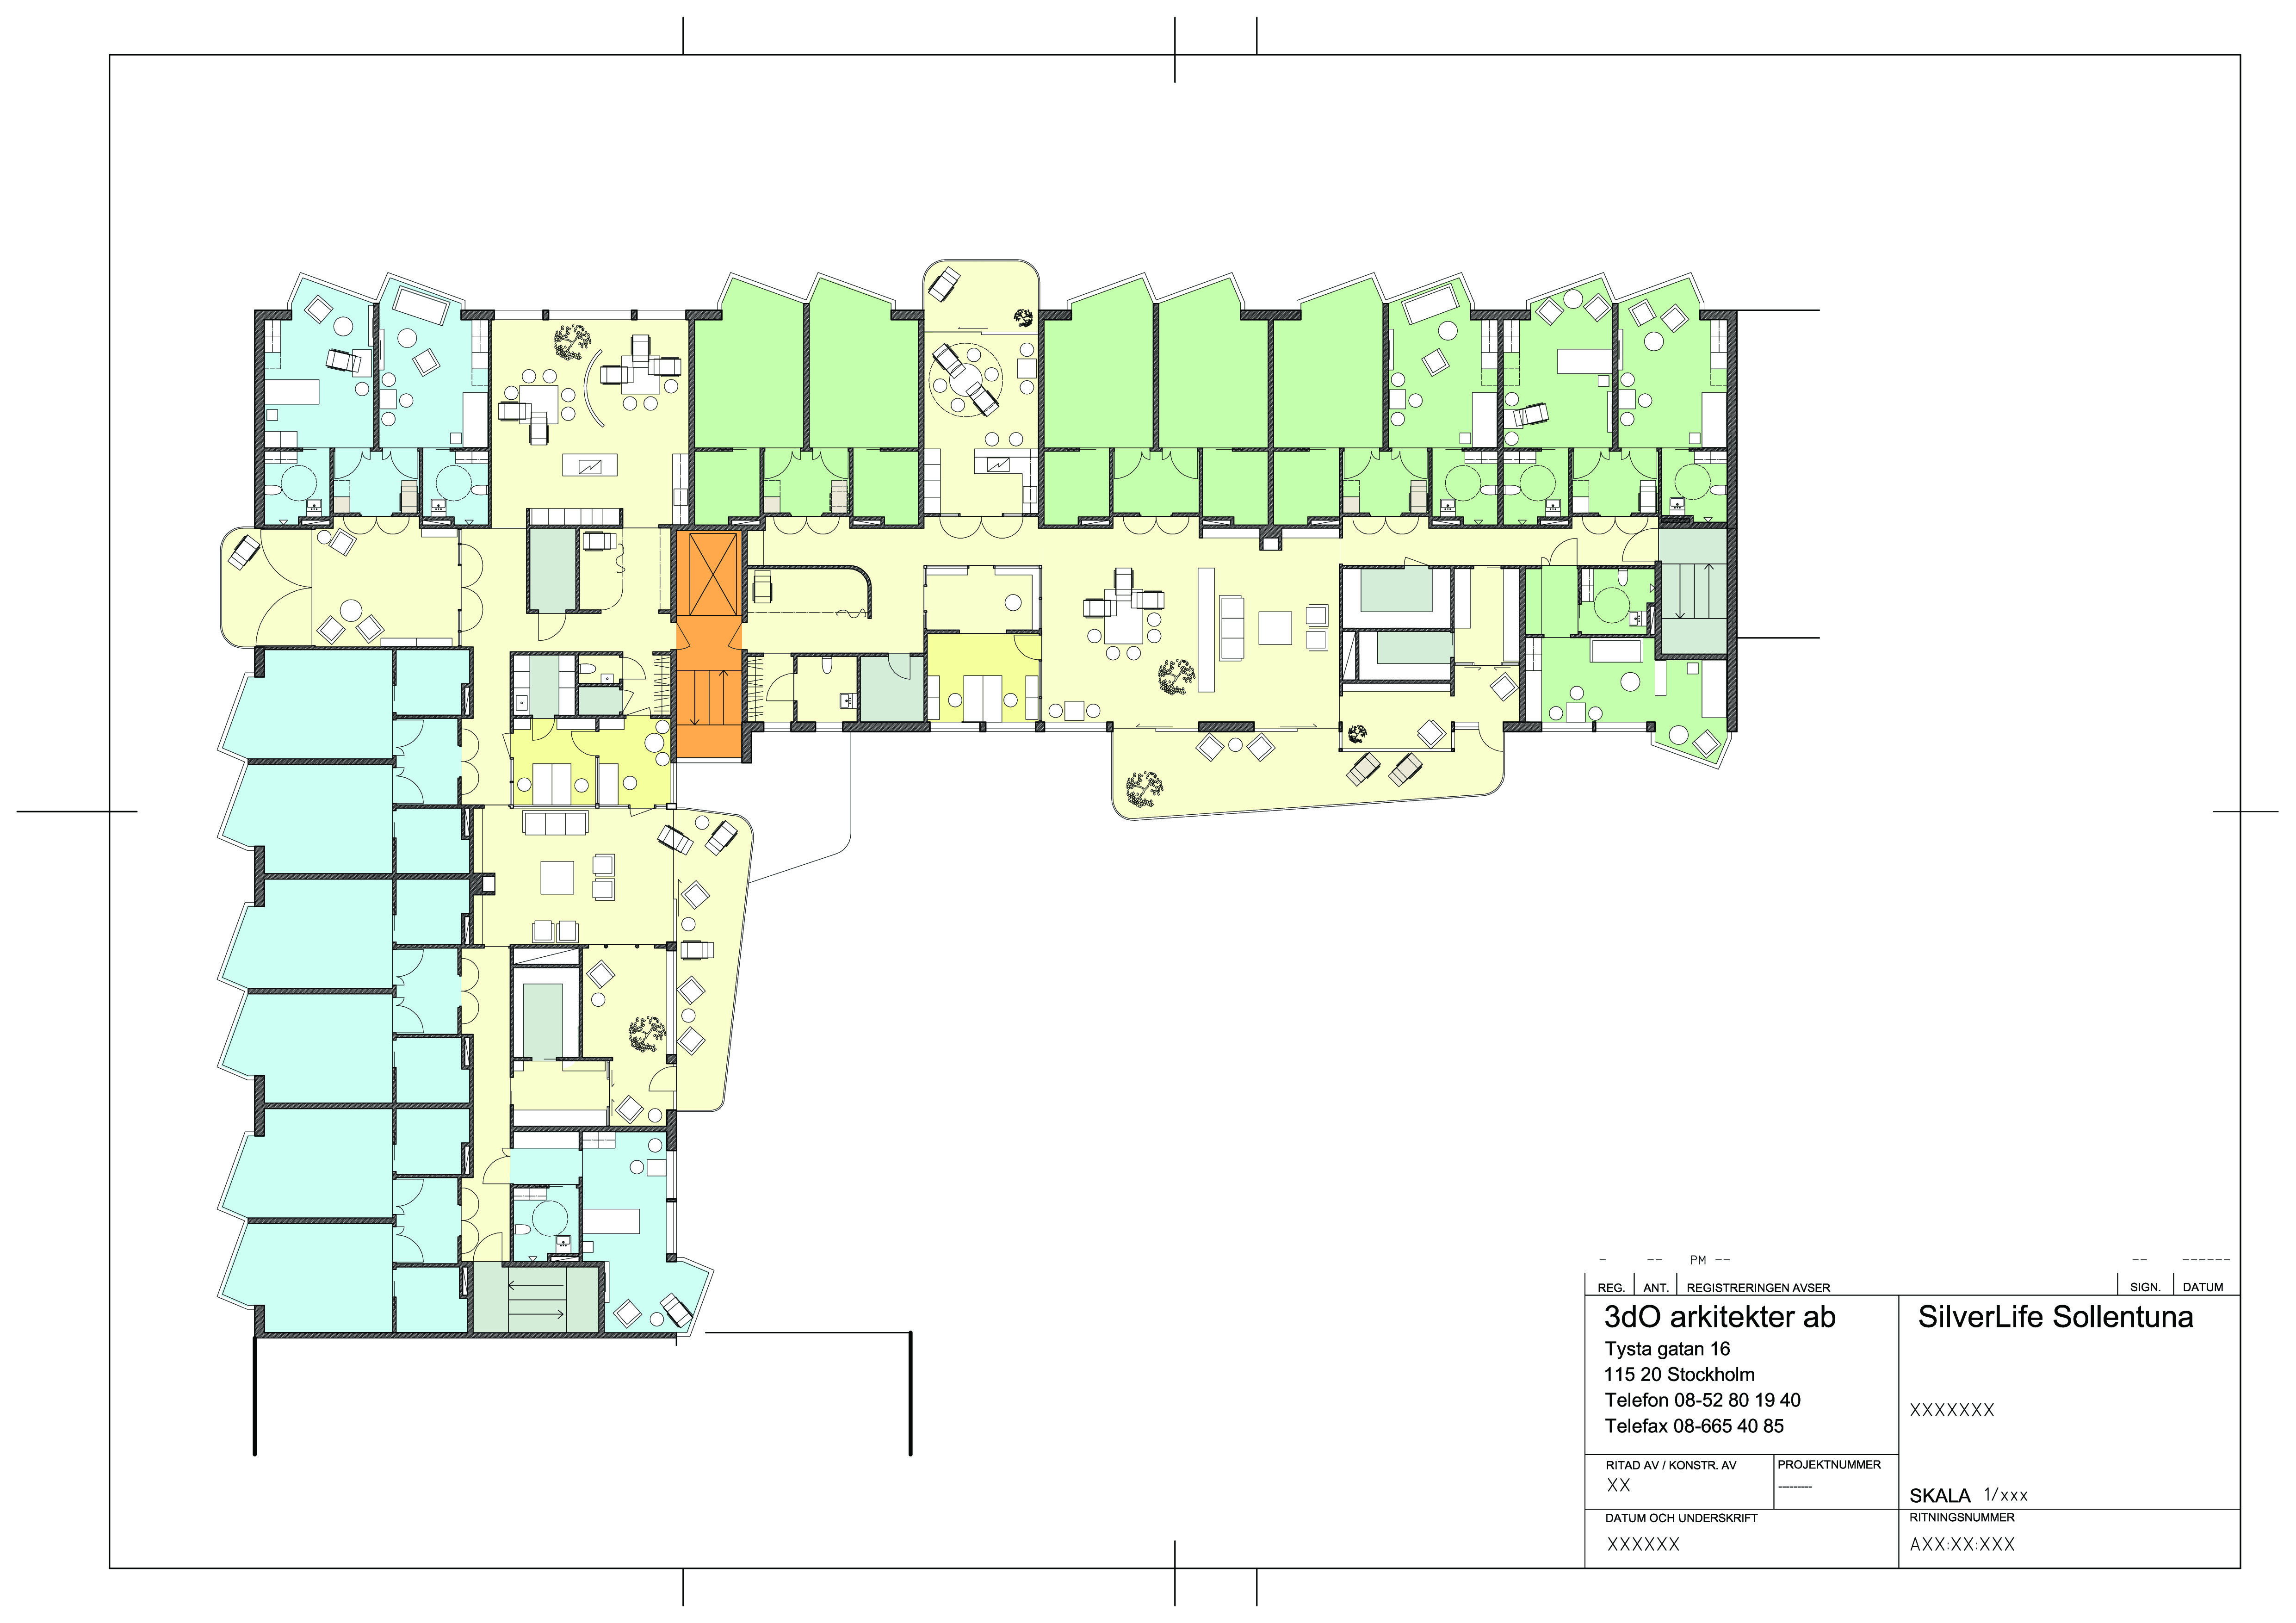 - -- PM -- -- ------
REG. ANT. REGISTRERINGEN AVSER SIGN. DATUM
3dO arkitekter ab
Tysta gatan 16
115 20 Stockholm
Telefon 08-52 80 19 40
Telefax 08-665 40 85
SilverLife Sollentuna
XXXXXXX
RITAD AV / KONSTR. AV
XX
PROJEKTNUMMER
---------
SKALA 1/xxx
DATUM OCH UNDERSKRIFT
XXXXXX
RITNINGSNUMMER
AXX:XX:XXX